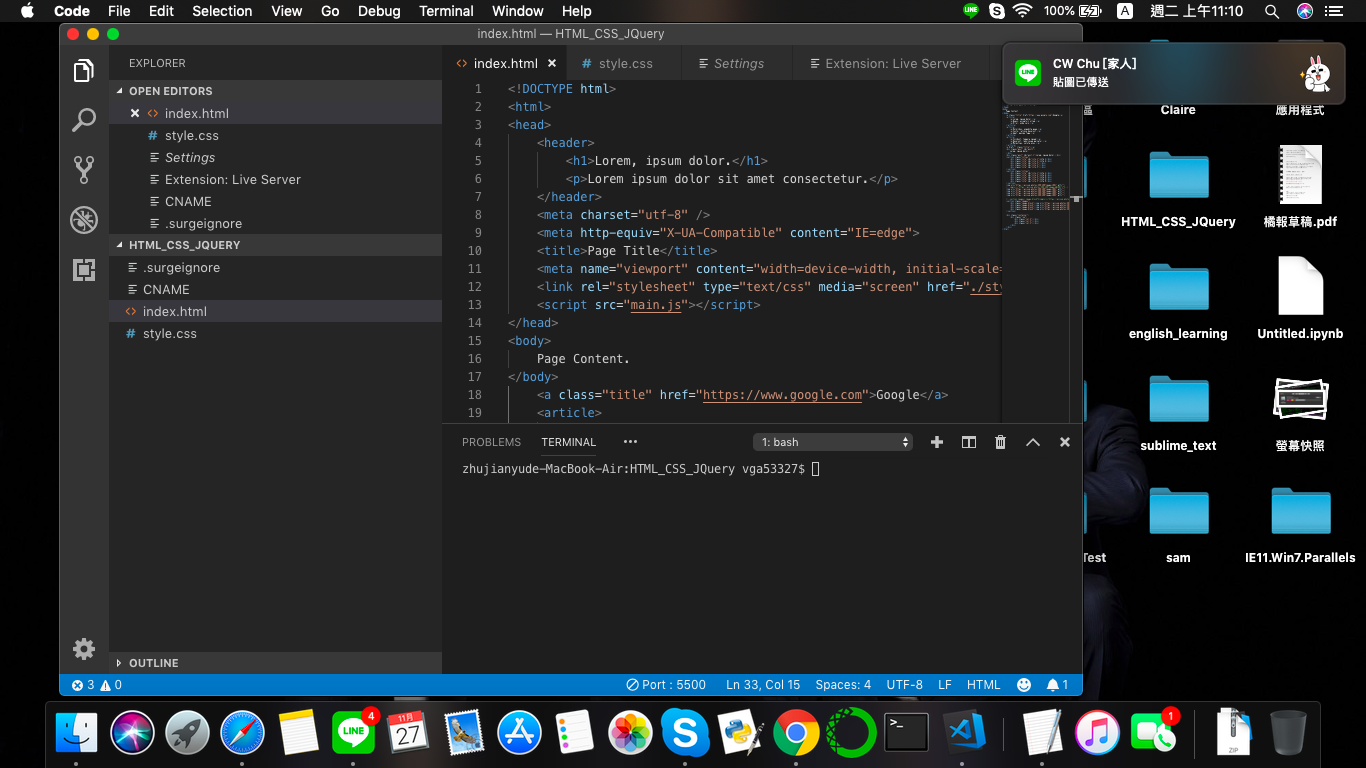 Code File Edit Selection View Go Debug Terminal Window Help
100% A 週二 上午11:10
index.html — HTML_CSS_JQuery
EXPLORER
OPEN EDITORS
index.html
style.css
Settings
Extension: Live Server
CNAME
.surgeignore
HTML_CSS_JQUERY
.surgeignore
CNAME
index.html
style.css
OUTLINE
index.html style.css Settings Extension: Live Server
1 <!DOCTYPE html>
2 <html>
3 <head>
4 <header>
5 <h1>Lorem, ipsum dolor.</h1>
6 <p>Lorem ipsum dolor sit amet consectetur.</p>
7 </header>
8 <meta charset="utf-8" />
9 <meta http-equiv="X-UA-Compatible" content="IE=edge">
10 <title>Page Title</title>
11 <meta name="viewport" content="width=device-width, initial-scale=
12 <link rel="stylesheet" type="text/css" media="screen" href="./sty
13 <script src="main.js"></script>
14 </head>
15 <body>
16 Page Content.
17 </body>
18 <a class="title" href="https://www.google.com">Google</a>
19 <article>
PROBLEMS TERMINAL ••• 1: bash
zhujianyude-MacBook-Air:HTML_CSS_JQuery vga53327$
3 0 Port : 5500 Ln 33, Col 15 Spaces: 4 UTF-8 LF HTML 1
LINE
CW Chu [家人]
貼圖已傳送
區 Claire 應用程式
HTML_CSS_JQuery 橘報草稿.pdf
english_learning Untitled.ipynb
sublime_text 螢幕快照
Test sam IE11.Win7.Parallels
LINE 4 11月 27 >_ 1 ZIP